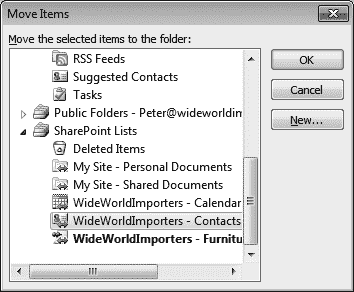 Move Items
Move the selected items to the folder:
RSS Feeds
Suggested Contacts
Tasks
Public Folders - Peter@wideworldim
SharePoint Lists
Deleted Items
My Site - Personal Documents
My Site - Shared Documents
WideWorldImporters - Calendar
WideWorldImporters - Contacts
WideWorldImporters - Furnitu
OK
Cancel
New...